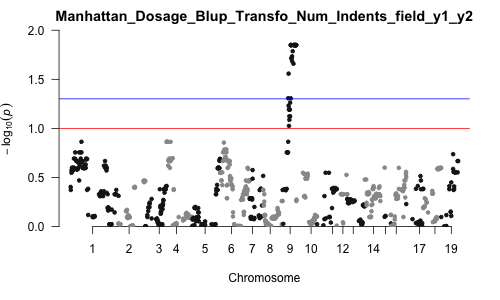 Manhattan_Dosage_Blup_Transfo_Num_Indents_field_y1_y2
2.0
1.5
1.0
0.5
0.0
− log₁₀(p)
1 2 3 4 5 6 7 8 9 10 12 14 17 19
Chromosome